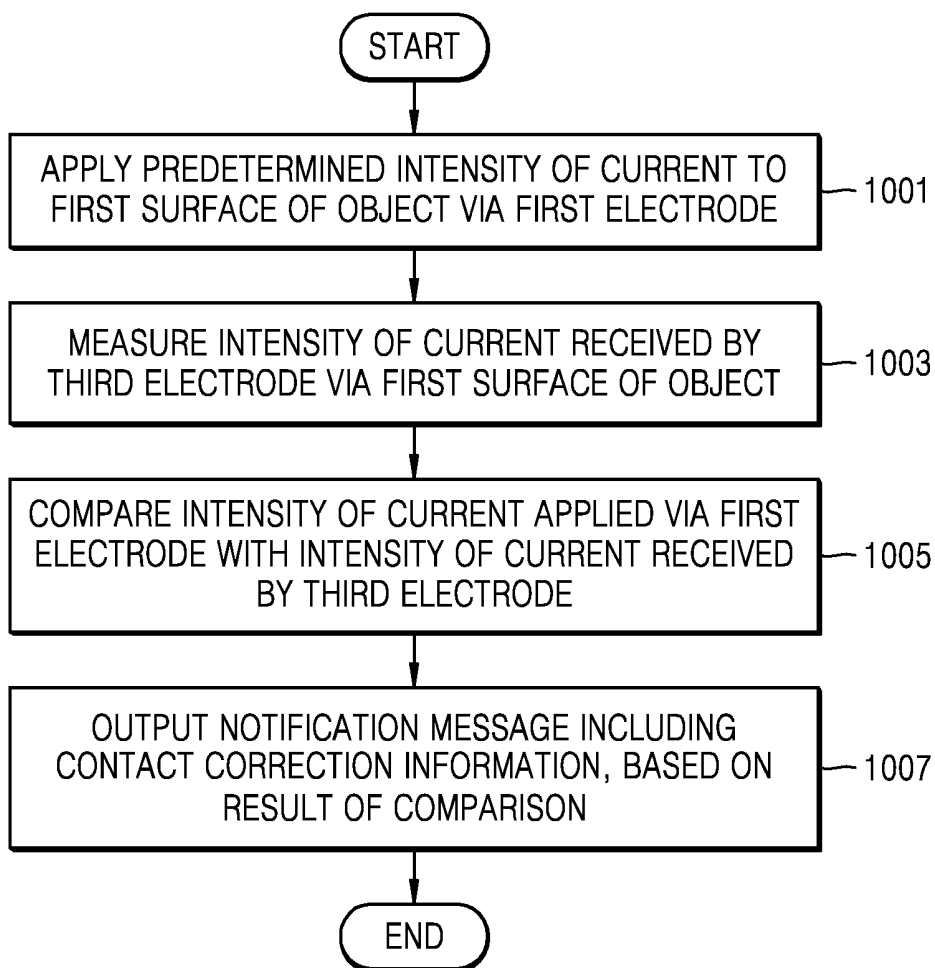 START
APPLY PREDETERMINED INTENSITY OF CURRENT TO
FIRST SURFACE OF OBJECT VIA FIRST ELECTRODE
1001
MEASURE INTENSITY OF CURRENT RECEIVED BY
THIRD ELECTRODE VIA FIRST SURFACE OF OBJECT
1003
COMPARE INTENSITY OF CURRENT APPLIED VIA FIRST
ELECTRODE WITH INTENSITY OF CURRENT RECEIVED
BY THIRD ELECTRODE
1005
OUTPUT NOTIFICATION MESSAGE INCLUDING
CONTACT CORRECTION INFORMATION, BASED ON
RESULT OF COMPARISON
1007
END